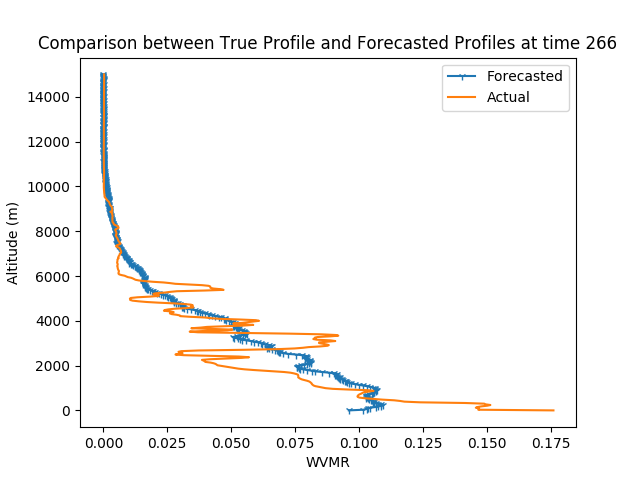 Comparison between True Profile and Forecasted Profiles at time 266
Forecasted
Actual
Altitude (m)
14000
12000
10000
8000
6000
4000
2000
0
0.000 0.025 0.050 0.075 0.100 0.125 0.150 0.175
WVMR